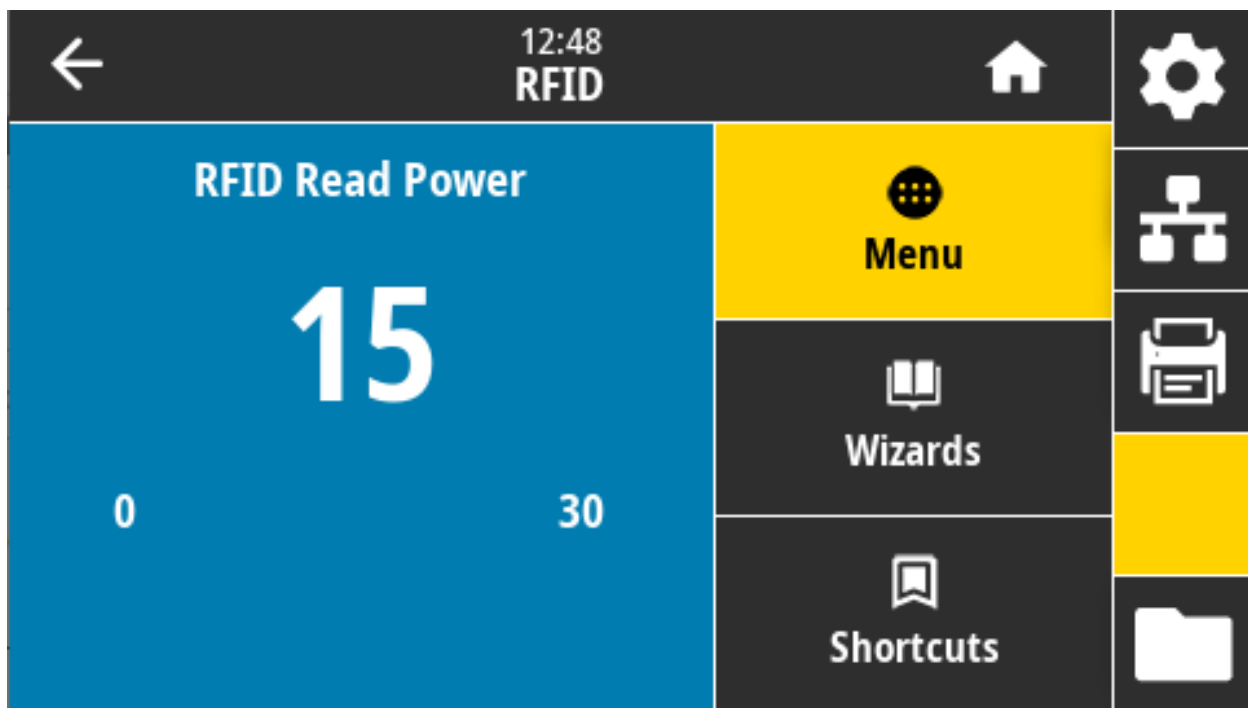 12:48
RFID
RFID Read Power
15
0 30
Menu
Wizards
Shortcuts